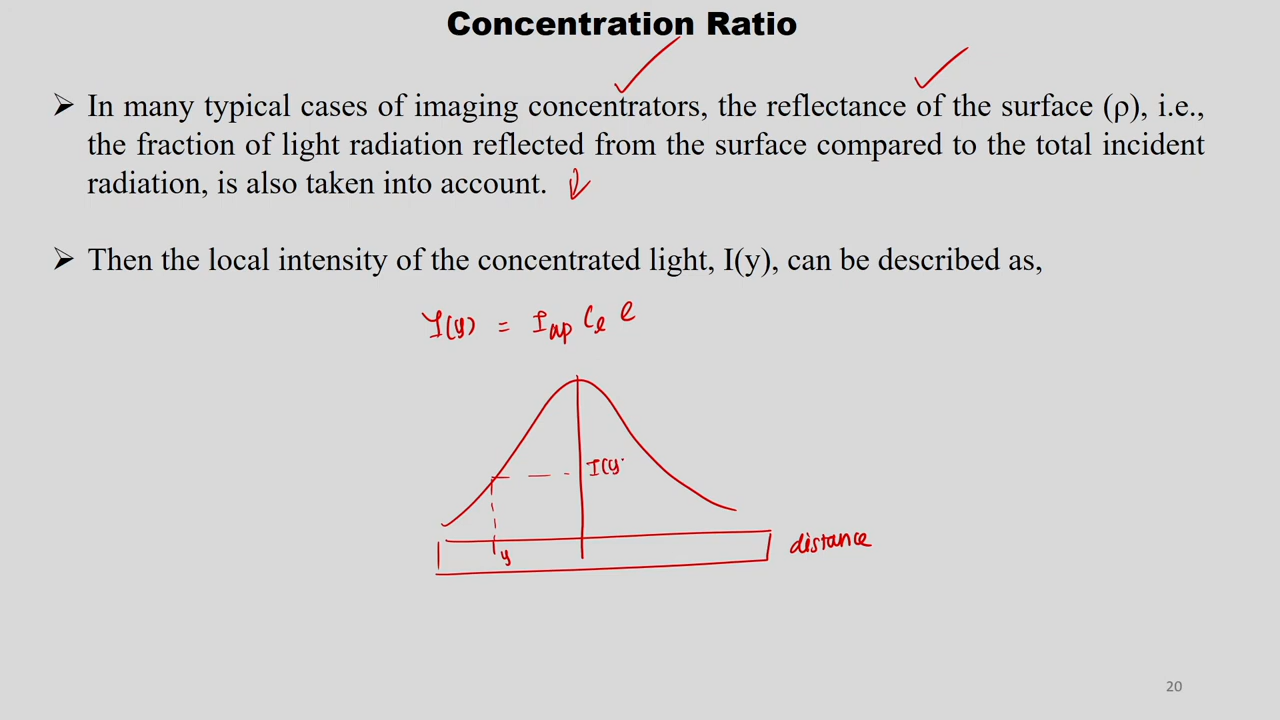 Concentration Ratio
➤ In many typical cases of imaging concentrators, the reflectance of the surface (ρ), i.e.,
the fraction of light radiation reflected from the surface compared to the total incident
radiation, is also taken into account.
➤ Then the local intensity of the concentrated light, I(y), can be described as,
I(y) = I_ap C_l ρ
I(y
y
distance
20